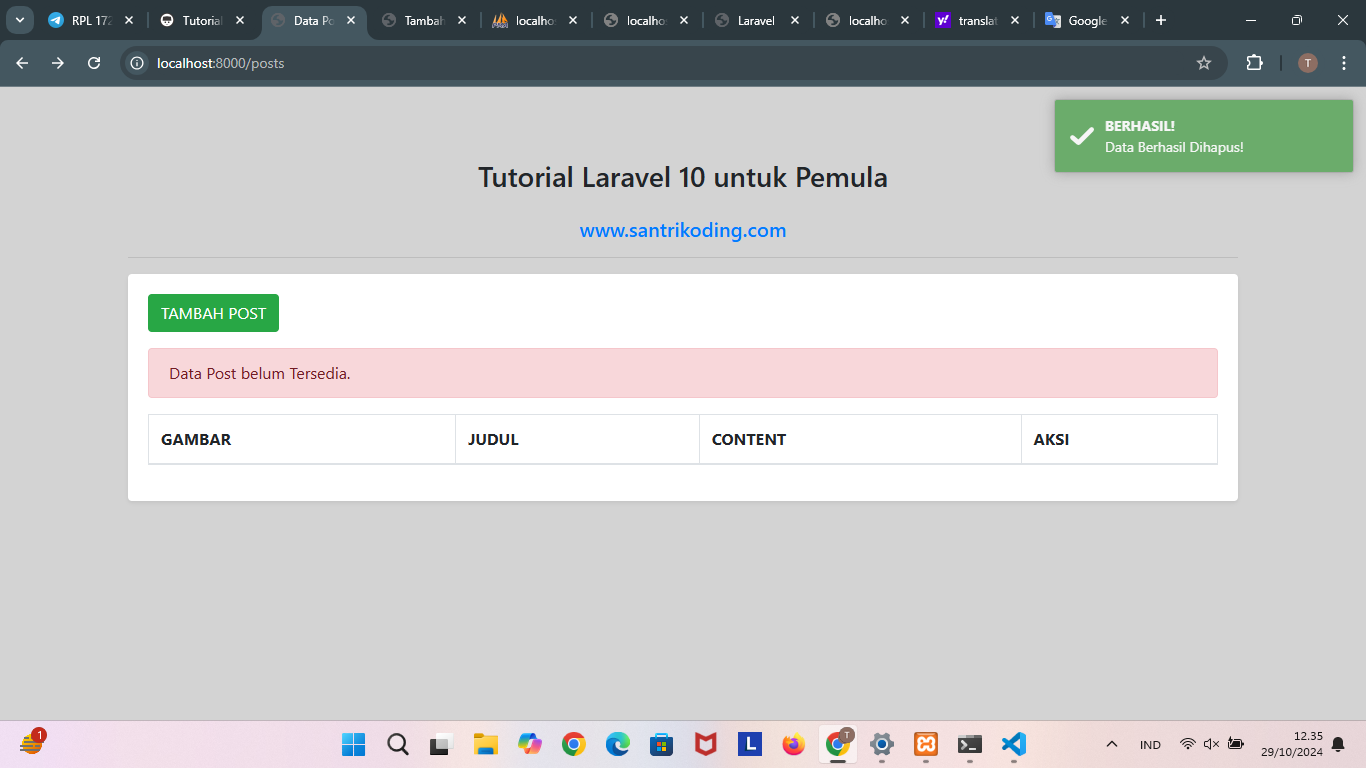 RPL 172
Tutorial
Data Po
Tambah
localho
localho
Laravel
localho
translat
Google
localhost:8000/posts
T
BERHASIL!
Data Berhasil Dihapus!
Tutorial Laravel 10 untuk Pemula
www.santrikoding.com
TAMBAH POST
Data Post belum Tersedia.
GAMBAR JUDUL CONTENT AKSI
1
L
T
IND
12.35
29/10/2024